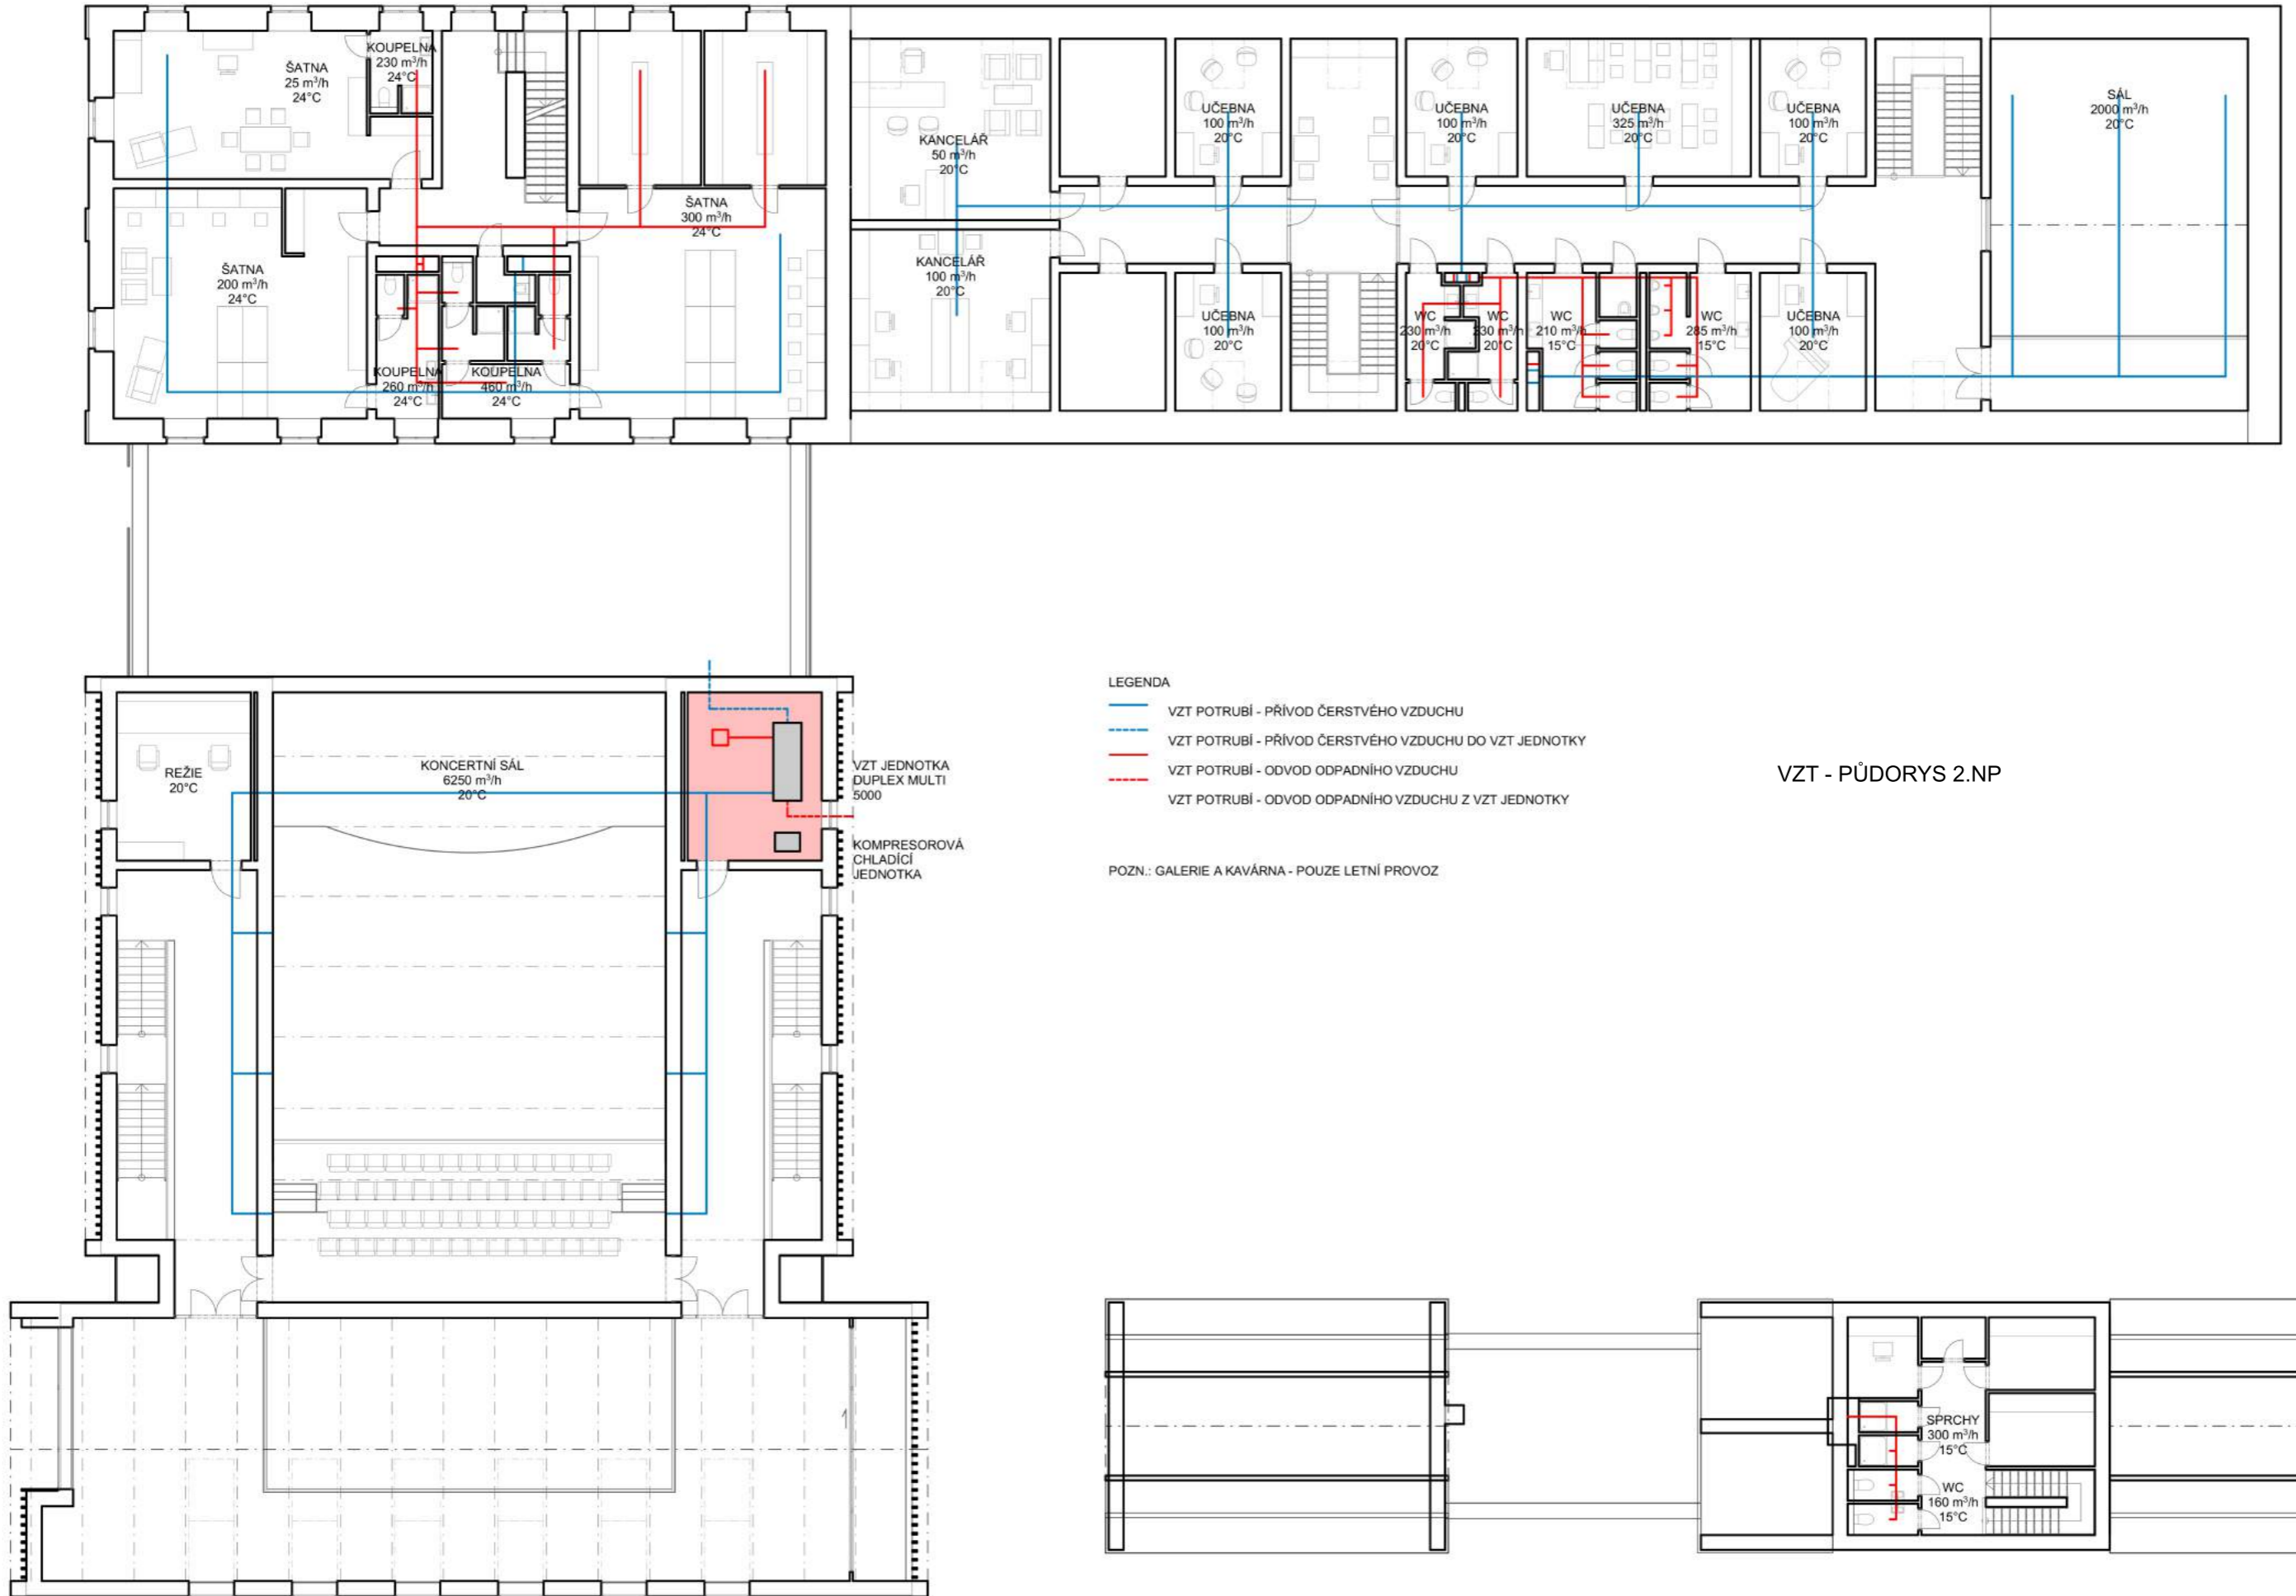 KOUPELNA
230 m³/h
24°C
ŠATNA
25 m³/h
24°C
ŠATNA
300 m³/h
24°C
ŠATNA
200 m³/h
24°C
KOUPELNA
260 m³/h
24°C
KOUPELNA
460 m³/h
24°C
KANCELÁŘ
50 m³/h
20°C
KANCELÁŘ
100 m³/h
20°C
UČEBNA
100 m³/h
20°C
UČEBNA
100 m³/h
20°C
UČEBNA
325 m³/h
20°C
UČEBNA
100 m³/h
20°C
SÁL
2000 m³/h
20°C
UČEBNA
100 m³/h
20°C
WC
230 m³/h
20°C
WC
230 m³/h
20°C
WC
210 m³/h
15°C
WC
285 m³/h
15°C
UČEBNA
100 m³/h
20°C
REŽIE
20°C
KONCERTNÍ SÁL
6250 m³/h
20°C
VZT JEDNOTKA
DUPLEX MULTI
5000
KOMPRESOROVÁ
CHLADÍCÍ
JEDNOTKA
LEGENDA
VZT POTRUBÍ - PŘÍVOD ČERSTVÉHO VZDUCHU
VZT POTRUBÍ - PŘÍVOD ČERSTVÉHO VZDUCHU DO VZT JEDNOTKY
VZT POTRUBÍ - ODVOD ODPADNÍHO VZDUCHU
VZT POTRUBÍ - ODVOD ODPADNÍHO VZDUCHU Z VZT JEDNOTKY
POZN.: GALERIE A KAVÁRNA - POUZE LETNÍ PROVOZ
VZT - PŮDORYS 2.NP
SPRCHY
300 m³/h
15°C
WC
160 m³/h
15°C